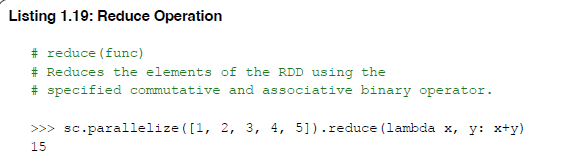 Listing 1.19: Reduce Operation
# reduce(func)
# Reduces the elements of the RDD using the
# specified commutative and associative binary operator.
>>> sc.parallelize([1, 2, 3, 4, 5]).reduce(lambda x, y: x+y)
15